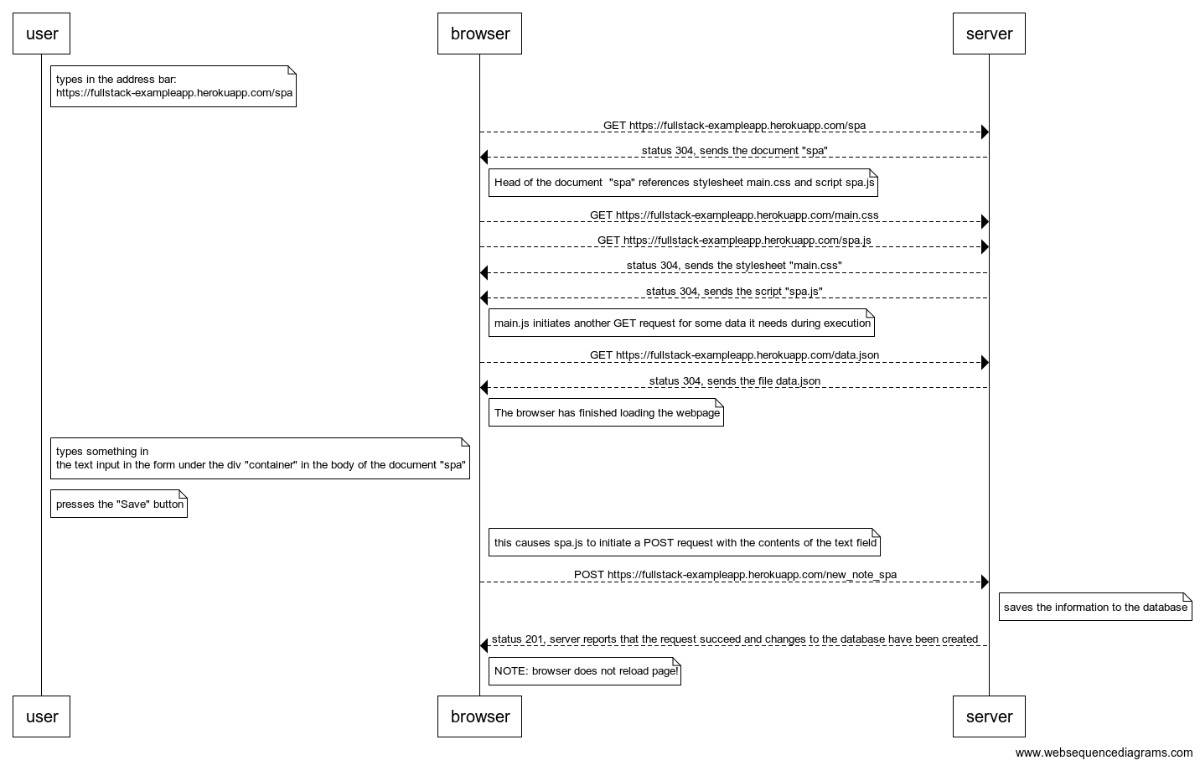 user
browser
server
types in the address bar:
https://fullstack-exampleapp.herokuapp.com/spa
GET https://fullstack-exampleapp.herokuapp.com/spa
status 304, sends the document "spa"
Head of the document  "spa" references stylesheet main.css and script spa.js
GET https://fullstack-exampleapp.herokuapp.com/main.css
GET https://fullstack-exampleapp.herokuapp.com/spa.js
status 304, sends the stylesheet "main.css"
status 304, sends the script "spa.js"
main.js initiates another GET request for some data it needs during execution
GET https://fullstack-exampleapp.herokuapp.com/data.json
status 304, sends the file data.json
The browser has finished loading the webpage
types something in
the text input in the form under the div "container" in the body of the document "spa"
presses the "Save" button
this causes spa.js to initiate a POST request with the contents of the text field
POST https://fullstack-exampleapp.herokuapp.com/new_note_spa
saves the information to the database
status 201, server reports that the request succeed and changes to the database have been created
NOTE: browser does not reload page!
user
browser
server
www.websequencediagrams.com